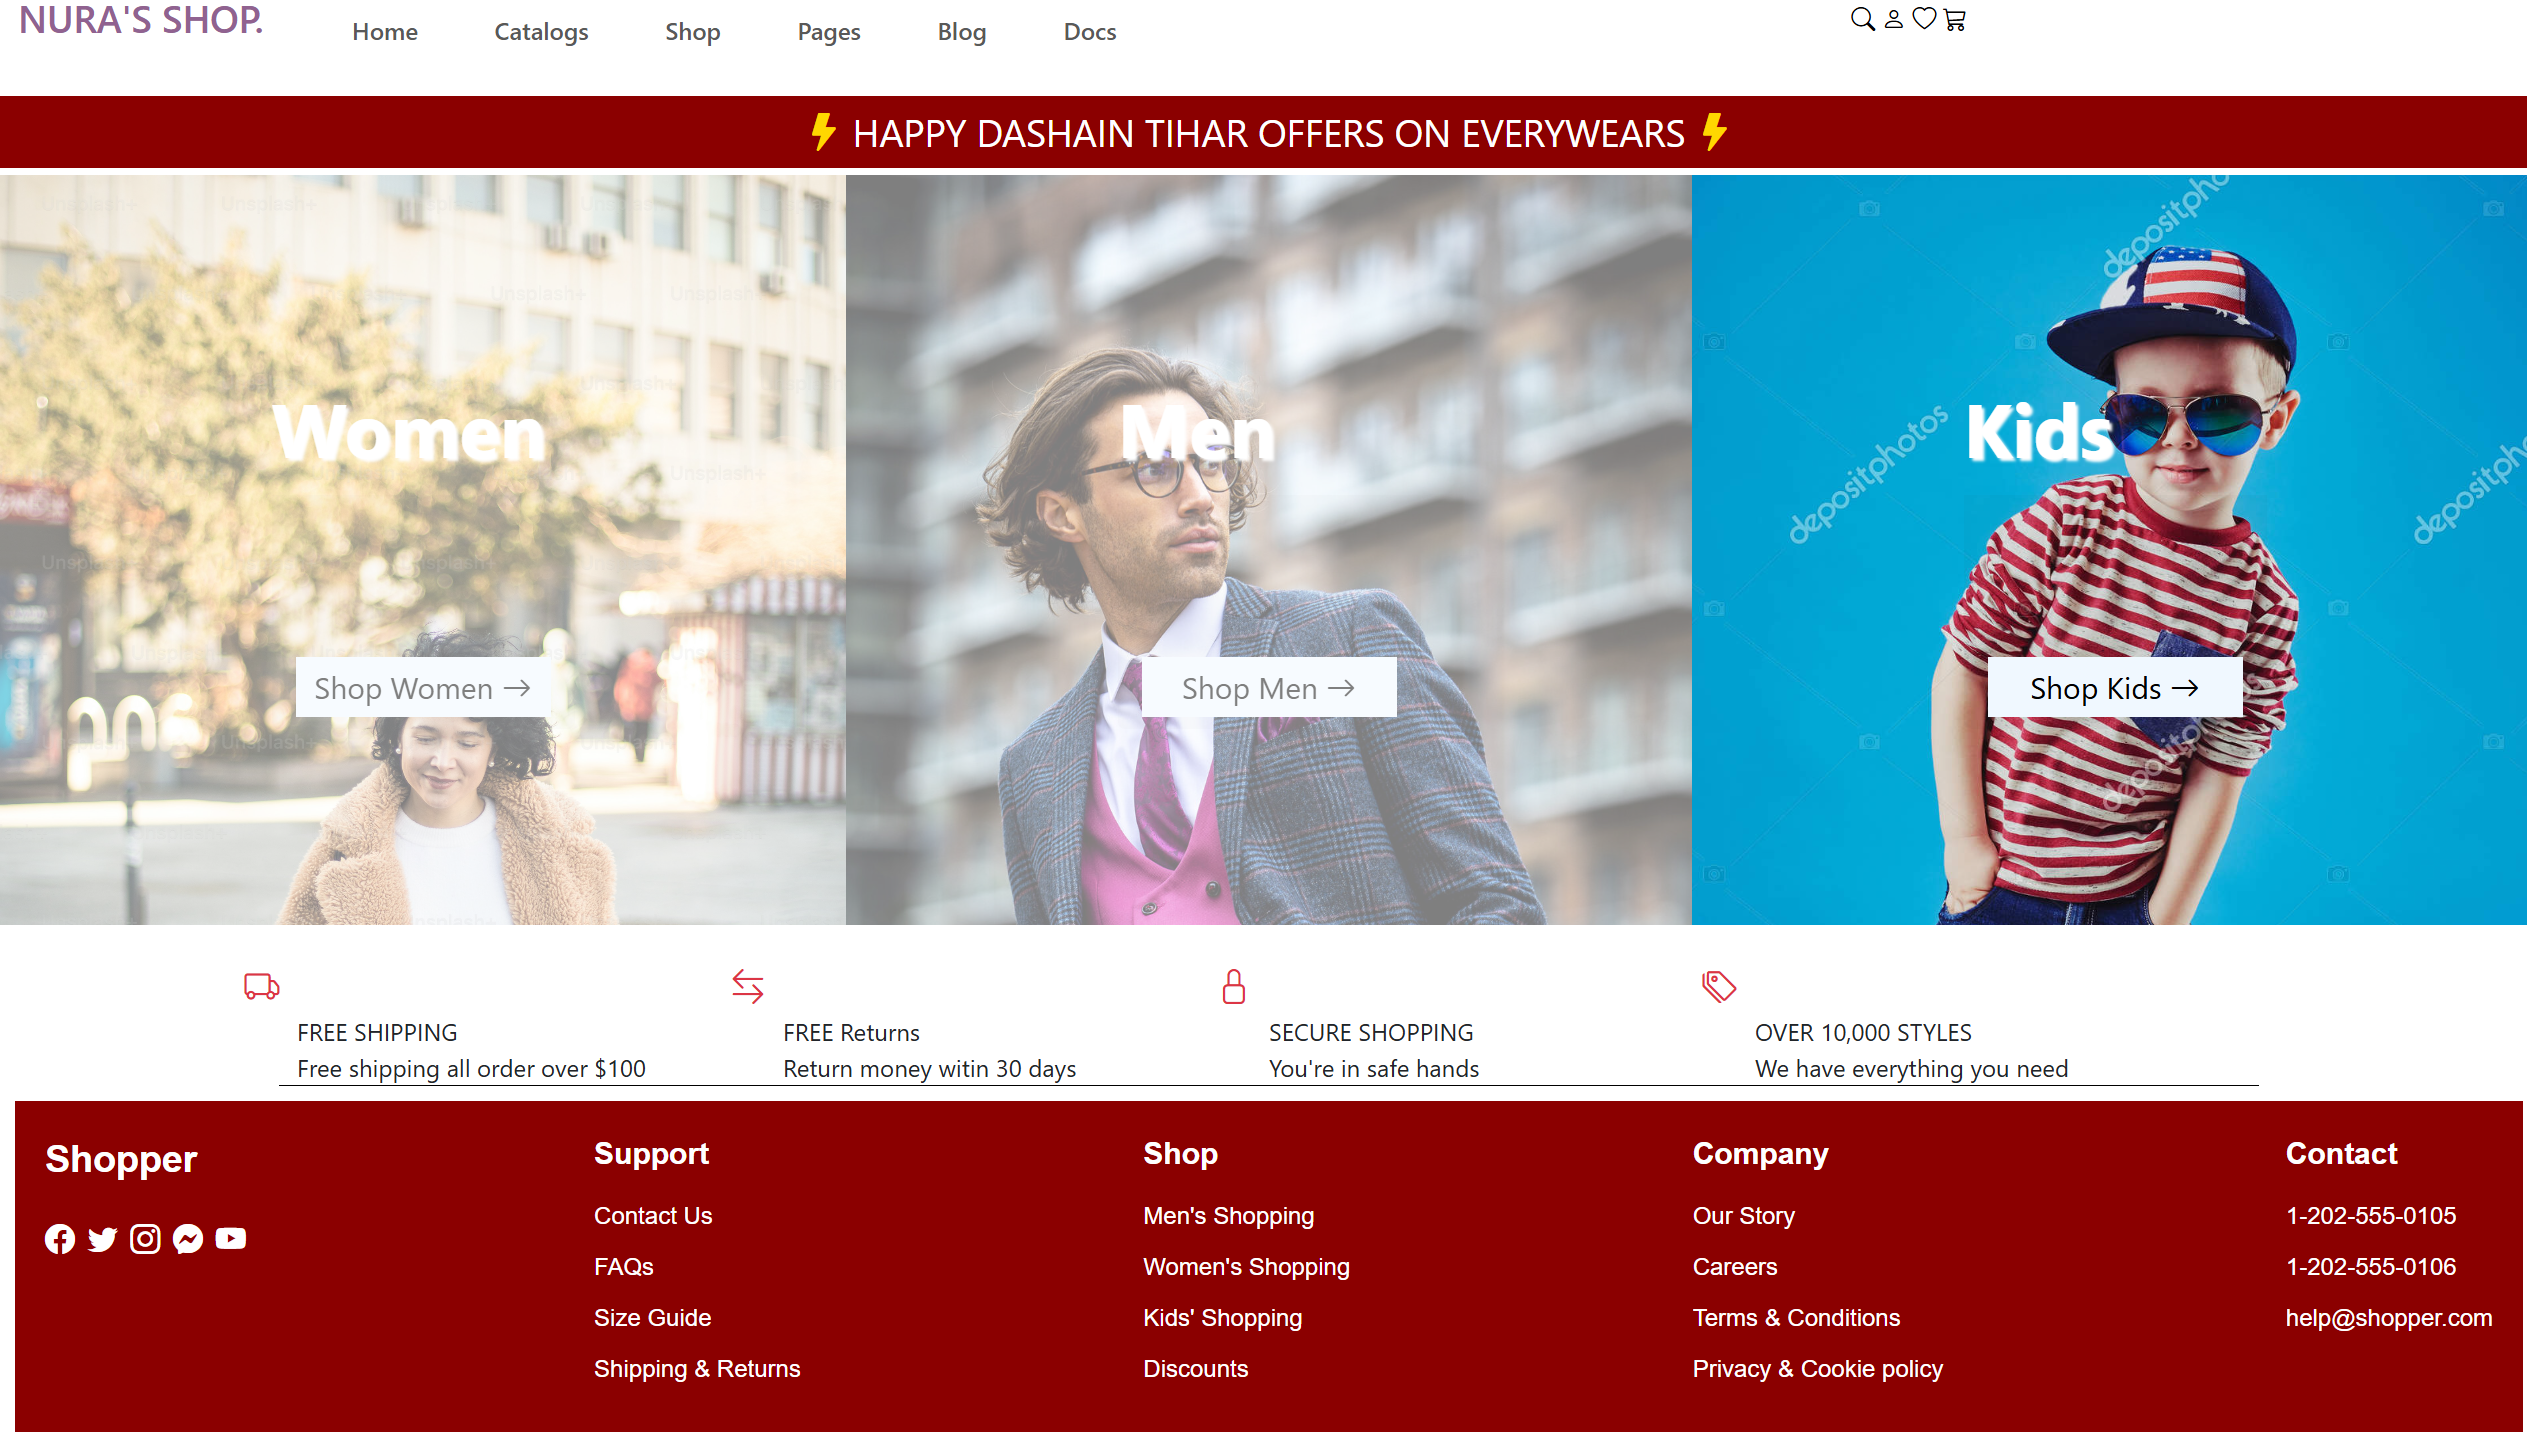 NURA'S SHOP.
Home Catalogs Shop Pages Blog Docs
HAPPY DASHAIN TIHAR OFFERS ON EVERYWEARS
Women
Men
Kids
Shop Women →
Shop Men →
Shop Kids →
Unsplash+
depositphotos
FREE SHIPPING
Free shipping all order over $100
FREE Returns
Return money witin 30 days
SECURE SHOPPING
You're in safe hands
OVER 10,000 STYLES
We have everything you need
Shopper
Support
Contact Us
FAQs
Size Guide
Shipping & Returns
Shop
Men's Shopping
Women's Shopping
Kids' Shopping
Discounts
Company
Our Story
Careers
Terms & Conditions
Privacy & Cookie policy
Contact
1-202-555-0105
1-202-555-0106
help@shopper.com